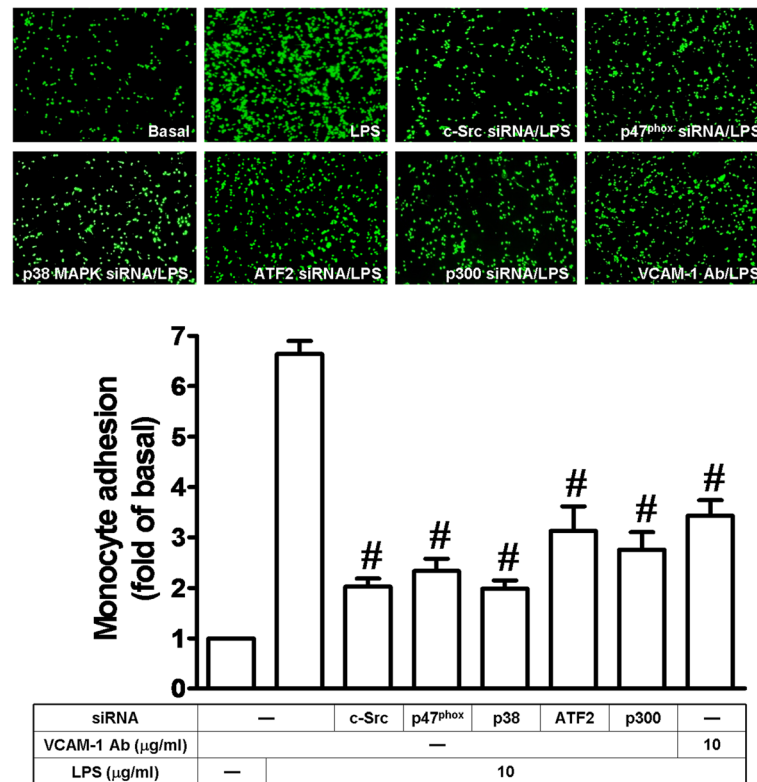 Basal LPS c-Src siRNA/LPS p47phox siRNA/LPS
p38 MAPK siRNA/LPS ATF2 siRNA/LPS p300 siRNA/LPS VCAM-1 Ab/LPS
Monocyte adhesion
(fold of basal)
7
6
5
4
3
2
1
0
# # # # # #
siRNA — c-Src p47phox p38 ATF2 p300 —
VCAM-1 Ab (μg/ml) — 10
LPS (μg/ml) — 10